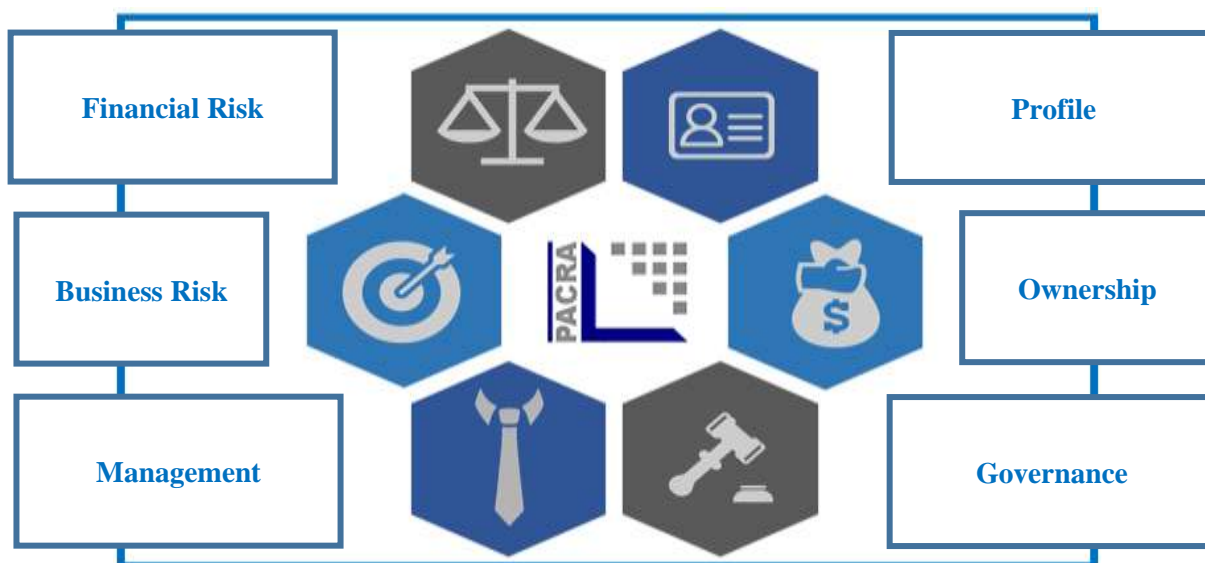 Financial Risk
Profile
Business Risk
PACRA
$
Ownership
Management
Governance